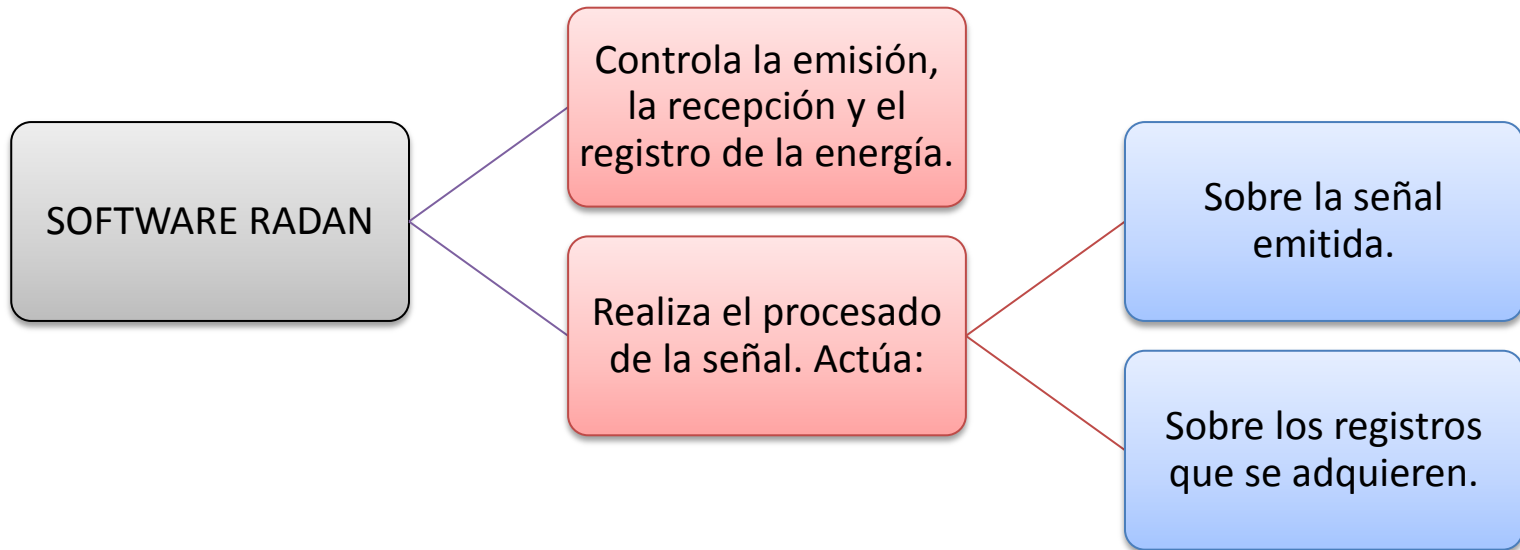 SOFTWARE RADAN
Controla la emisión,
la recepción y el
registro de la energía.
Realiza el procesado
de la señal. Actúa:
Sobre la señal
emitida.
Sobre los registros
que se adquieren.